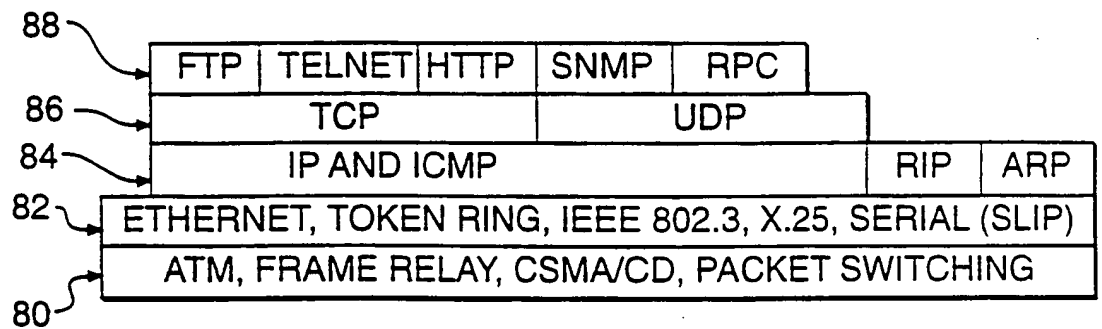 88 FTP TELNET HTTP SNMP RPC
86 TCP UDP
84 IP AND ICMP RIP ARP
82 ETHERNET, TOKEN RING, IEEE 802.3, X.25, SERIAL (SLIP)
80 ATM, FRAME RELAY, CSMA/CD, PACKET SWITCHING